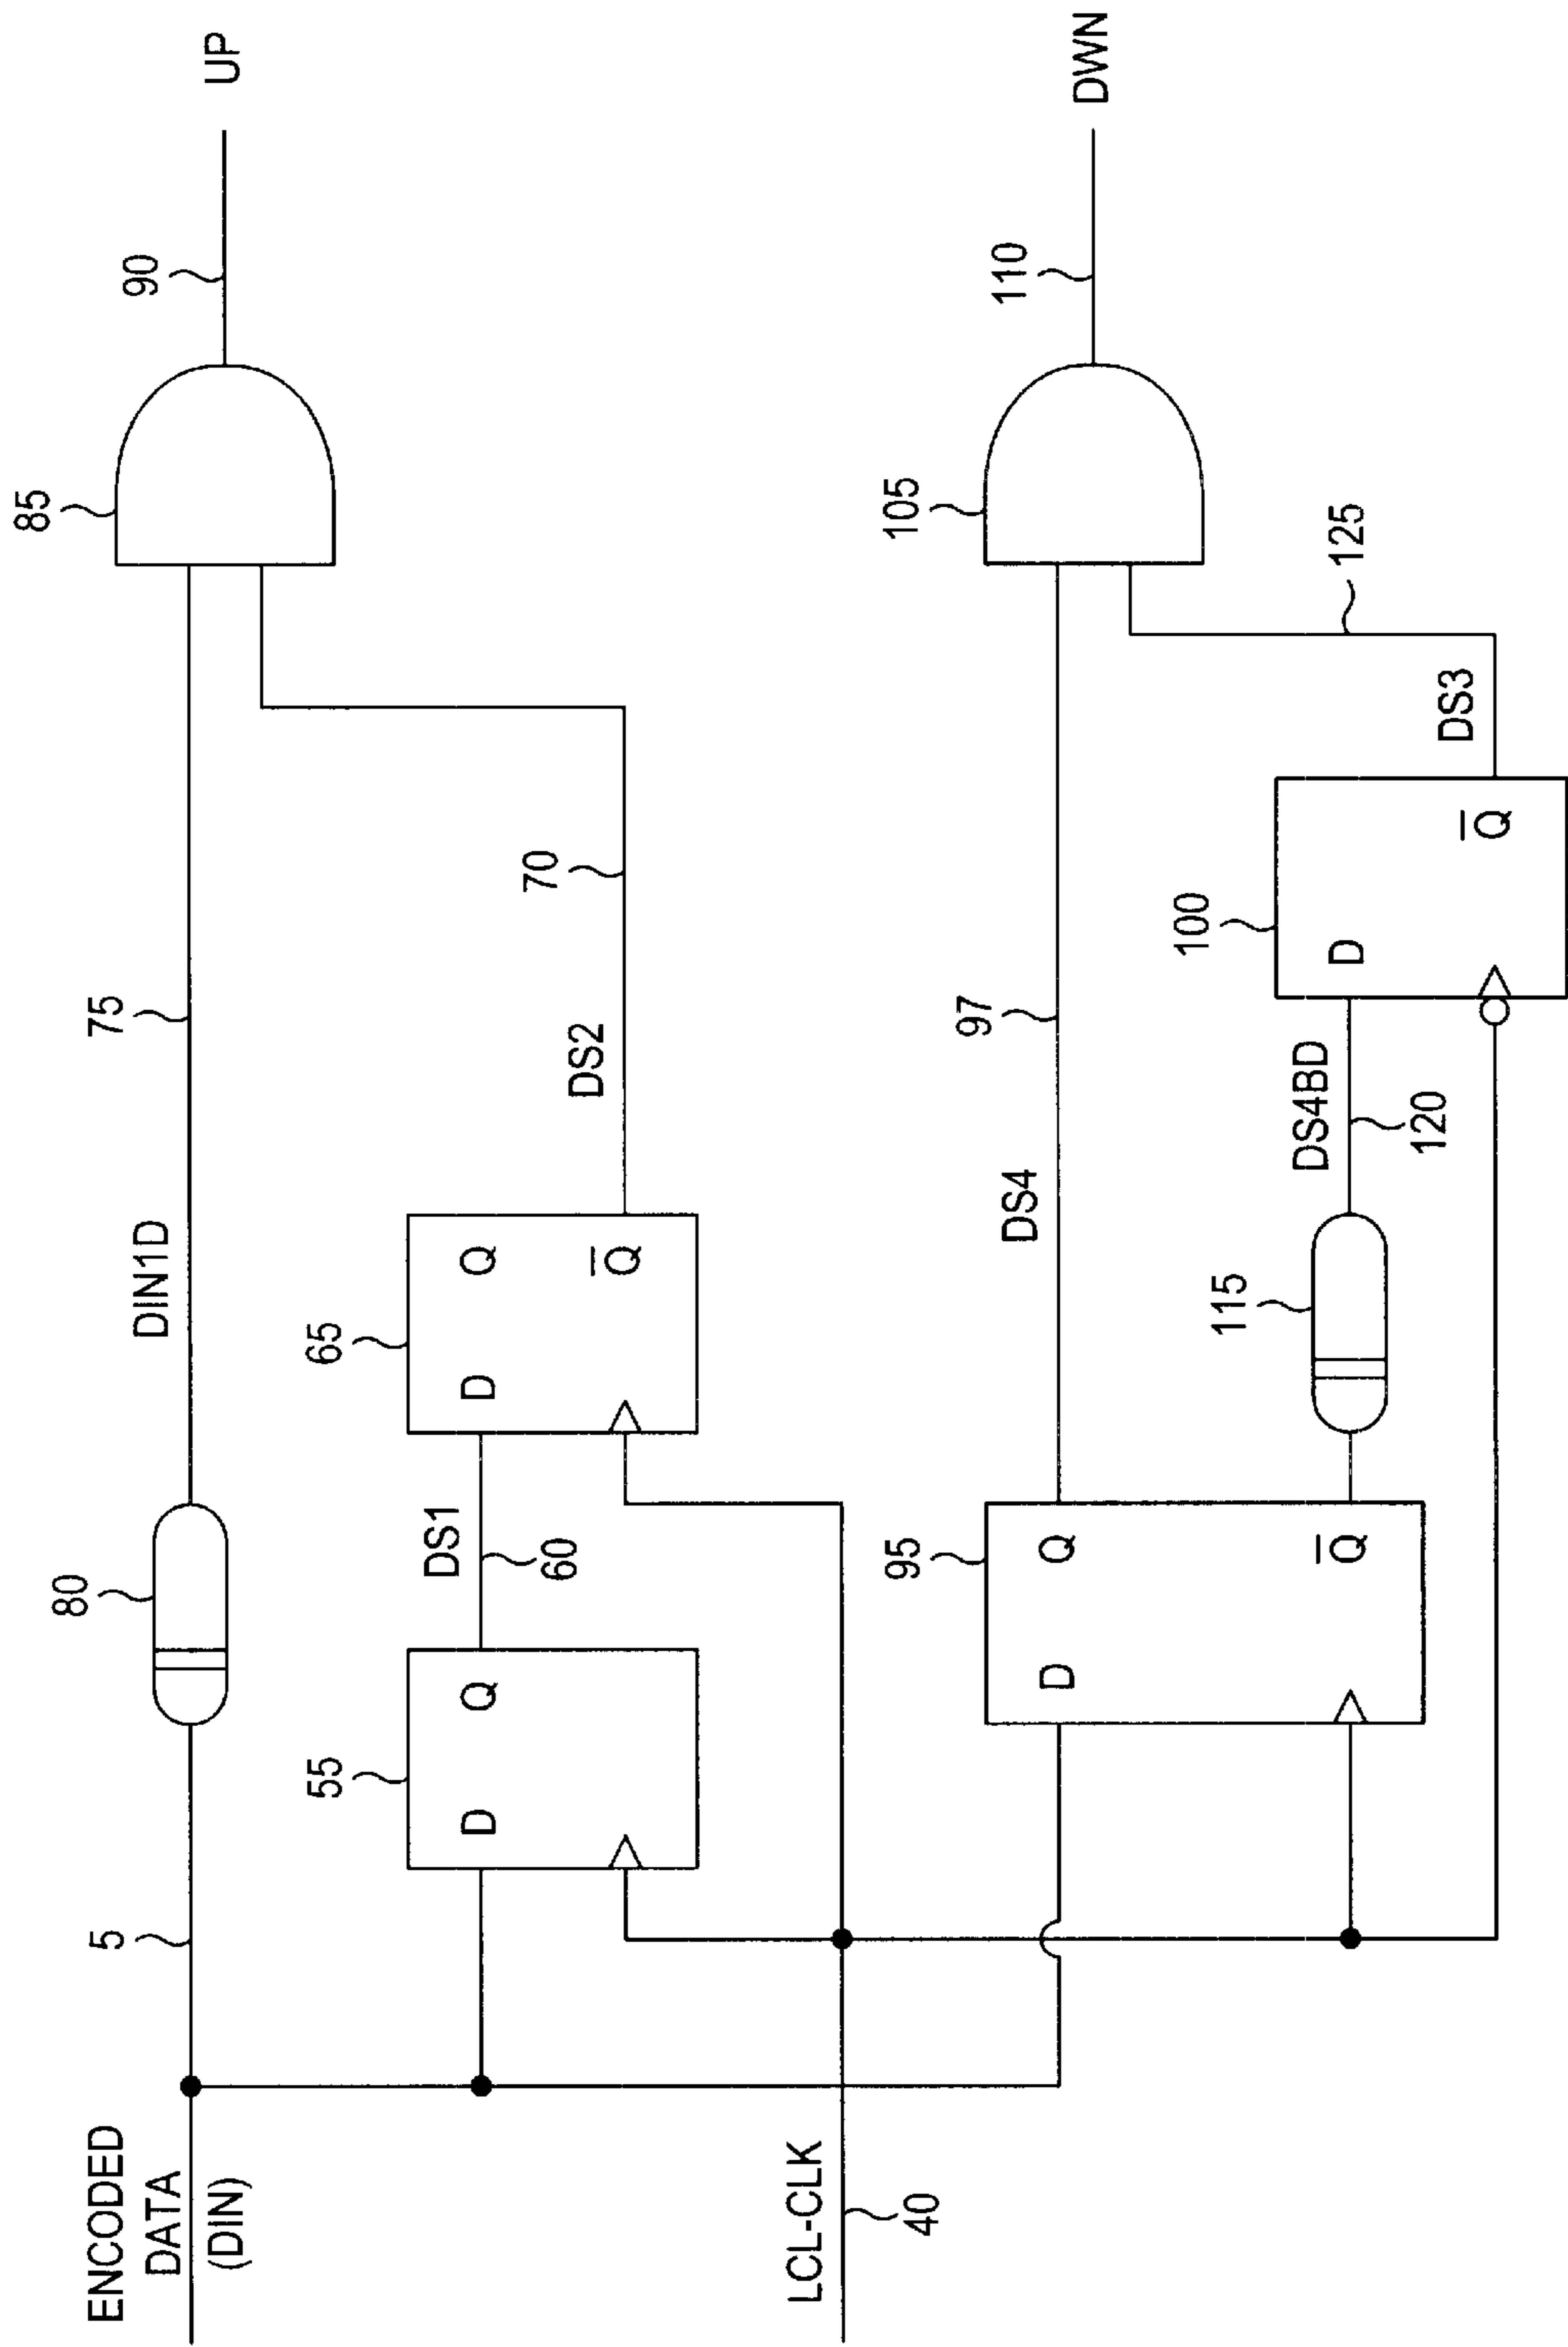 ENCODED
DATA
(DIN)
5
80
DIN1D
75
85
90
UP
55
D
Q
DS1
60
65
D
Q
Q̅
DS2
70
LCL-CLK
40
95
D
Q
Q̅
DS4
97
105
110
DWN
115
DS4BD
120
100
D
Q̅
DS3
125